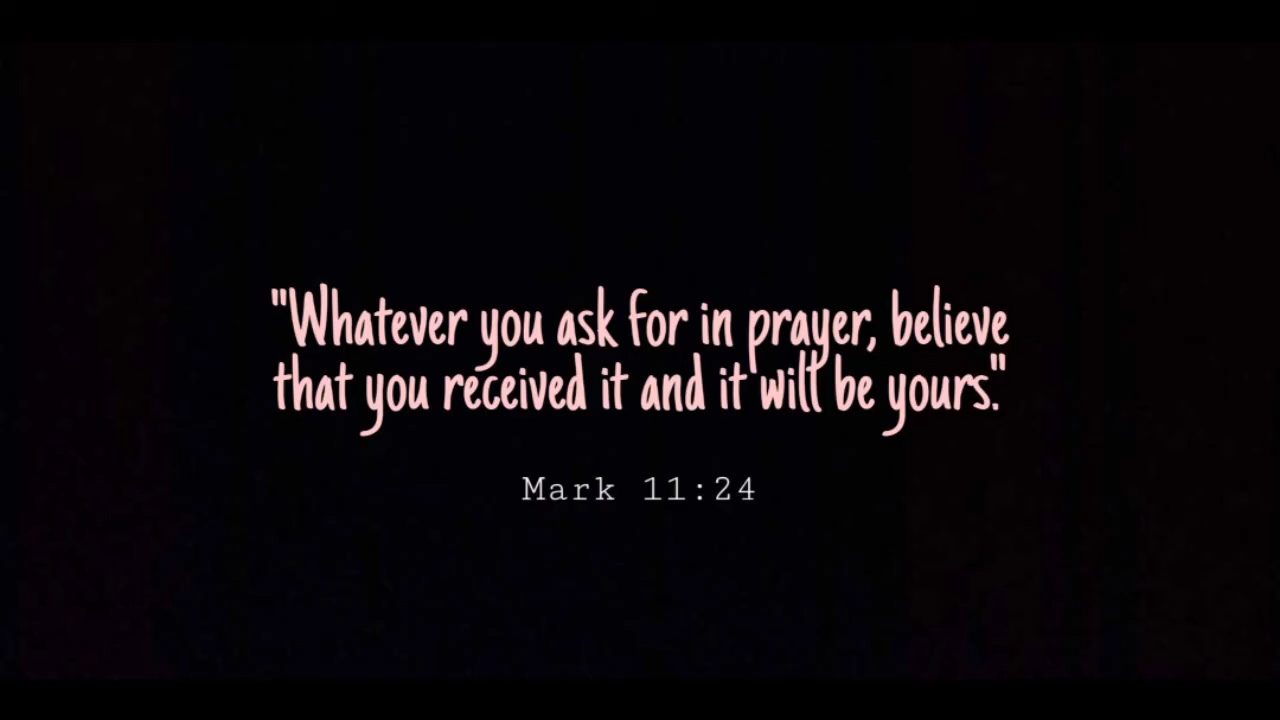 "Whatever you ask for in prayer, believe
that you received it and it will be yours."
Mark 11:24